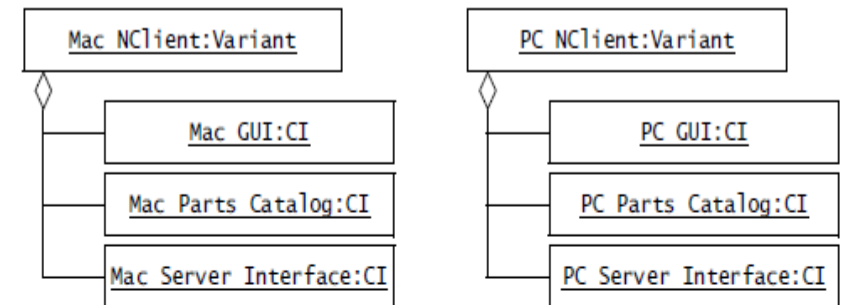 Mac NClient:Variant
Mac GUI:CI
Mac Parts Catalog:CI
Mac Server Interface:CI
PC NClient:Variant
PC GUI:CI
PC Parts Catalog:CI
PC Server Interface:CI